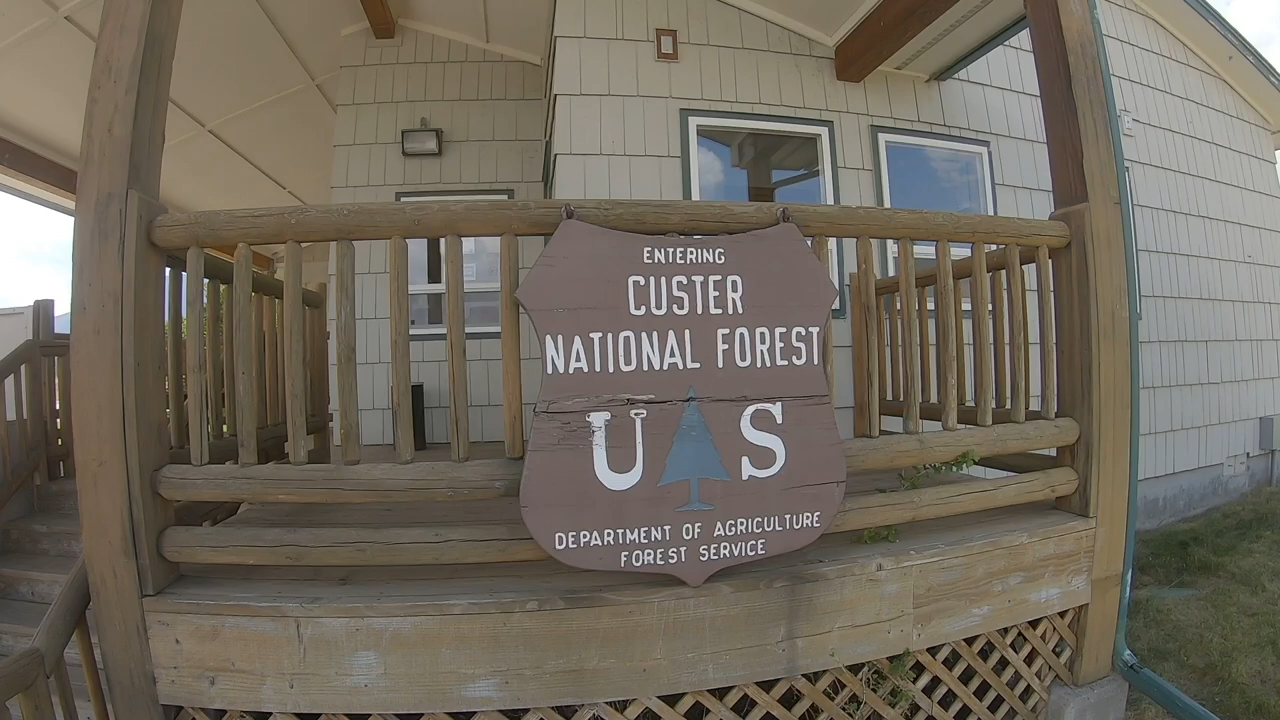 ENTERING
CUSTER
NATIONAL FOREST
U S
DEPARTMENT OF AGRICULTURE
FOREST SERVICE